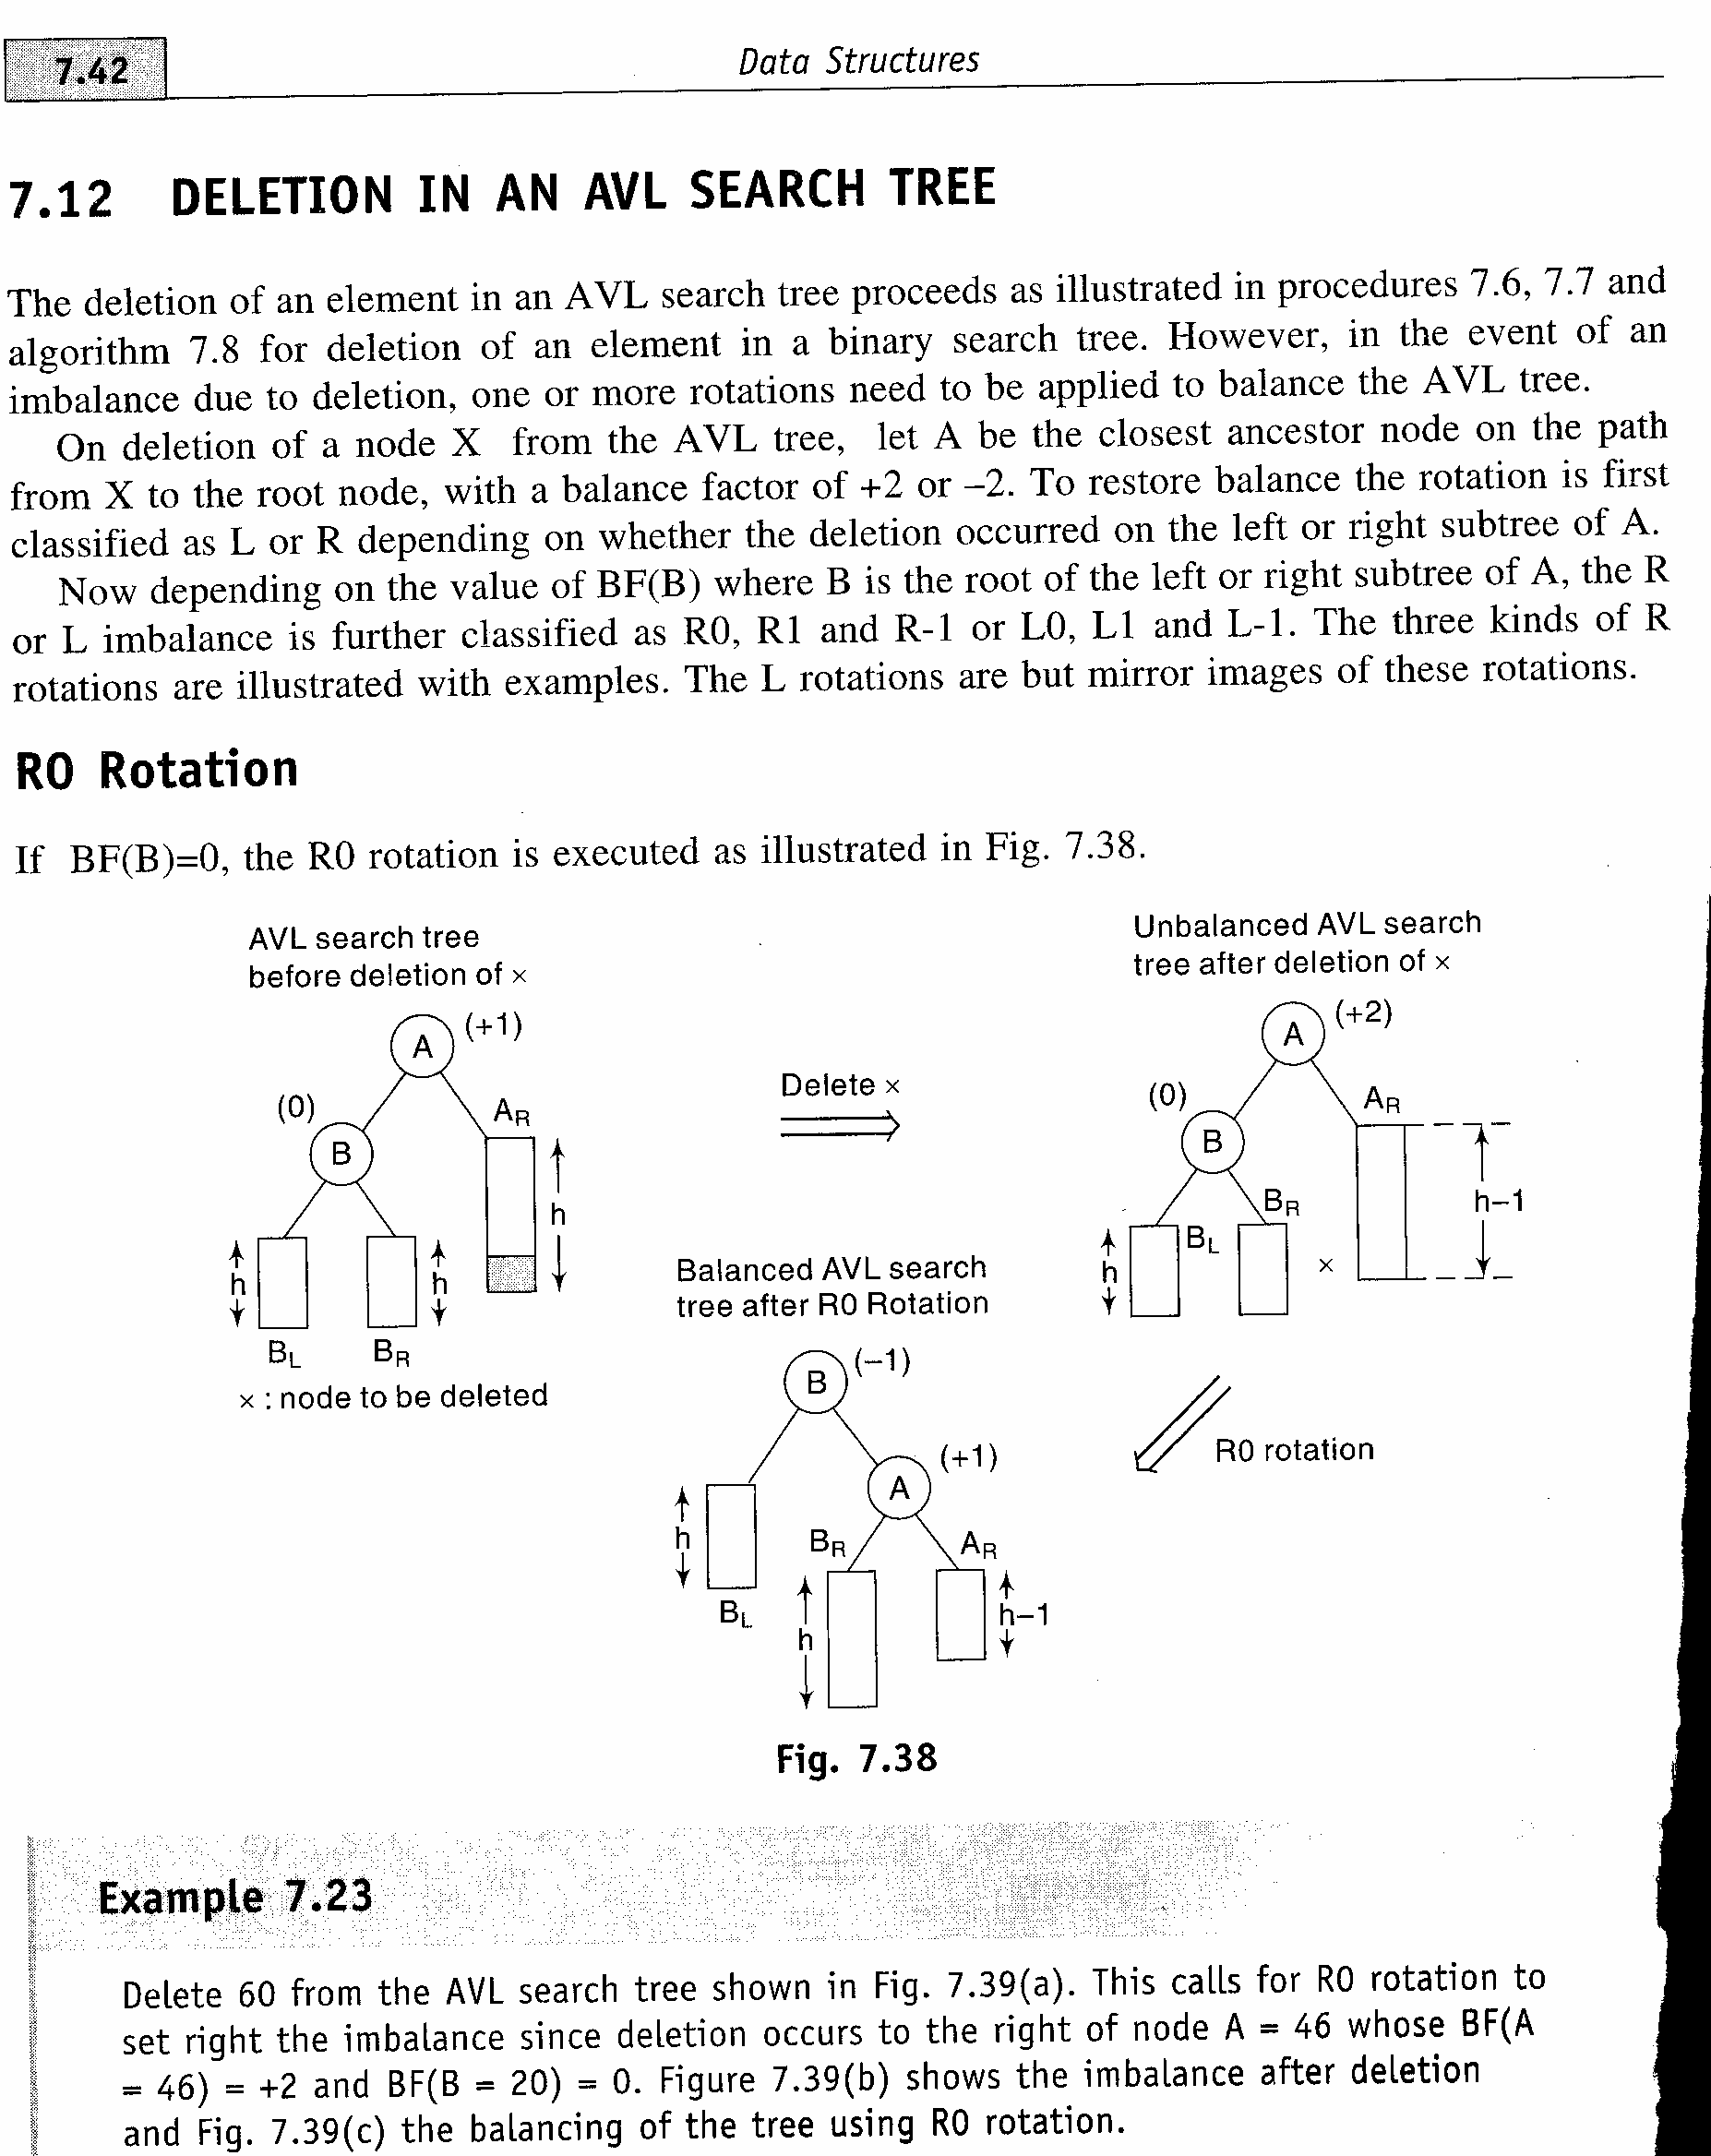 7.42
Data Structures
7.12 DELETION IN AN AVL SEARCH TREE
The deletion of an element in an AVL search tree proceeds as illustrated in procedures 7.6, 7.7 and
algorithm 7.8 for deletion of an element in a binary search tree. However, in the event of an
imbalance due to deletion, one or more rotations need to be applied to balance the AVL tree.
On deletion of a node X from the AVL tree, let A be the closest ancestor node on the path
from X to the root node, with a balance factor of +2 or –2. To restore balance the rotation is first
classified as L or R depending on whether the deletion occurred on the left or right subtree of A.
Now depending on the value of BF(B) where B is the root of the left or right subtree of A, the R
or L imbalance is further classified as R0, R1 and R-1 or L0, L1 and L-1. The three kinds of R
rotations are illustrated with examples. The L rotations are but mirror images of these rotations.
R0 Rotation
If BF(B)=0, the R0 rotation is executed as illustrated in Fig. 7.38.
AVL search tree
before deletion of x
A (+1)
(0)
B
AR
h
h
h
BL BR
x : node to be deleted
Delete x
Unbalanced AVL search
tree after deletion of x
A (+2)
(0)
B
AR
BR
BL
h
x
h–1
R0 rotation
Balanced AVL search
tree after R0 Rotation
B (–1)
(+1)
A
h
BR AR
BL
h
h–1
Fig. 7.38
Example 7.23
Delete 60 from the AVL search tree shown in Fig. 7.39(a). This calls for R0 rotation to
set right the imbalance since deletion occurs to the right of node A = 46 whose BF(A
= 46) = +2 and BF(B = 20) = 0. Figure 7.39(b) shows the imbalance after deletion
and Fig. 7.39(c) the balancing of the tree using R0 rotation.